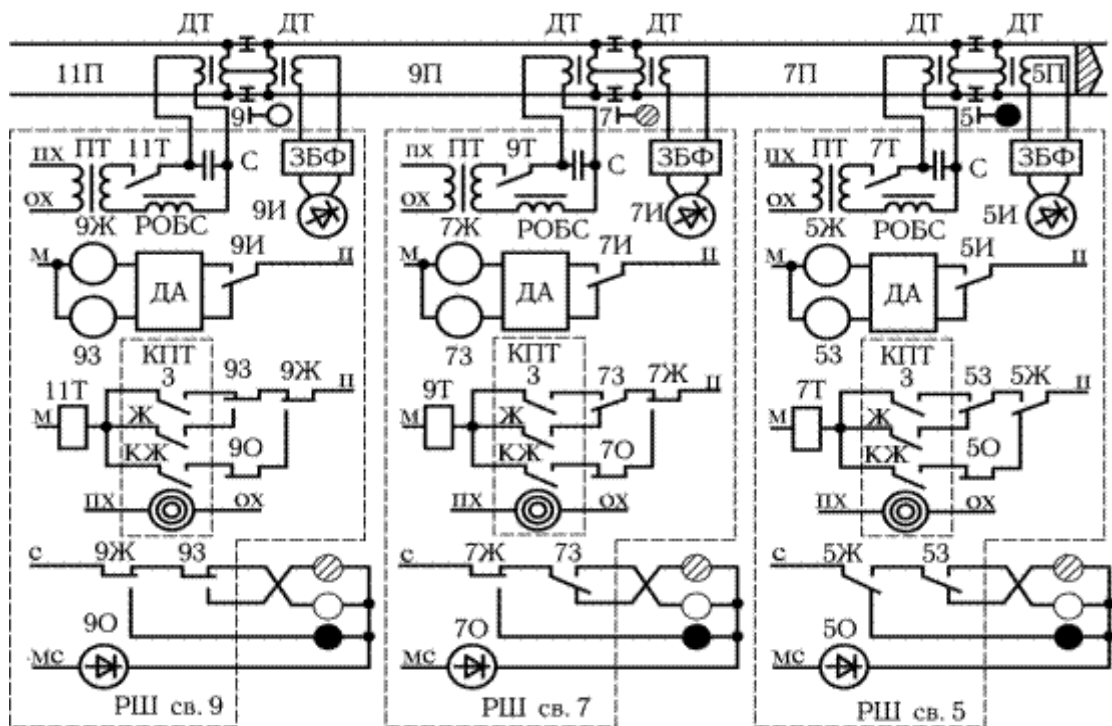 ДТ ДТ ДТ ДТ ДТ ДТ
11П 9П 7П 5П
9 7 5
ПХ ПТ 11Т С ЗБФ ПХ ПТ 9Т С ЗБФ ПХ ПТ 7Т С ЗБФ
ОХ 9Ж РОБС 9И ОХ 7Ж РОБС 7И ОХ 5Ж РОБС 5И
М 9И П М 7И П М 5И П
ДА ДА ДА
93 73 53
КПТ КПТ КПТ
11Т З 93 9Ж П 9Т З 73 7Ж П 7Т З 53 5Ж П
М Ж М Ж М Ж
КЖ 9О КЖ 7О КЖ 5О
ПХ ОХ ПХ ОХ ПХ ОХ
С 9Ж 93 С 7Ж 73 С 5Ж 53
9О 7О 5О
МС МС МС
РШ св. 9 РШ св. 7 РШ св. 5